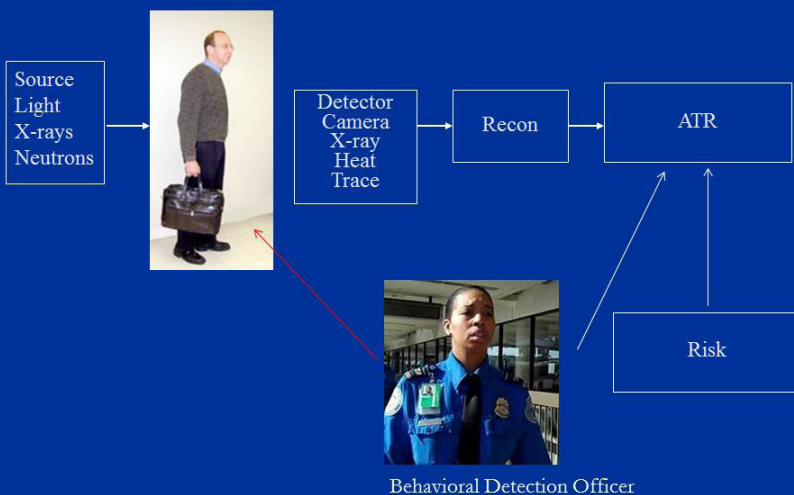 Source
Light
X-rays
Neutrons
Detector
Camera
X-ray
Heat
Trace
Recon
ATR
Risk
Behavioral Detection Officer